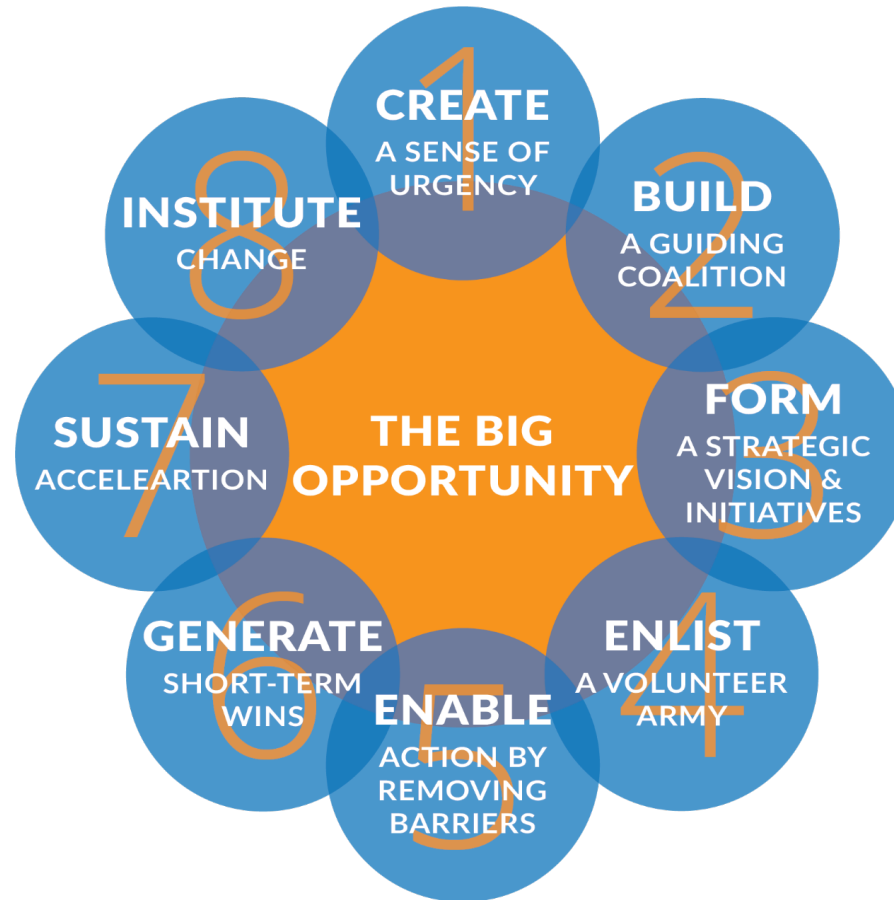 1
CREATE
A SENSE OF
URGENCY
2
BUILD
A GUIDING
COALITION
3
FORM
A STRATEGIC
VISION &
INITIATIVES
4
ENLIST
A VOLUNTEER
ARMY
5
ENABLE
ACTION BY
REMOVING
BARRIERS
6
GENERATE
SHORT-TERM
WINS
7
SUSTAIN
ACCELEARTION
8
INSTITUTE
CHANGE
THE BIG
OPPORTUNITY